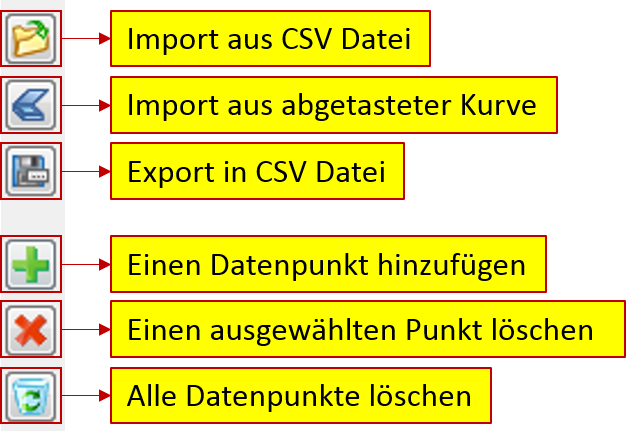 Import aus CSV Datei
Import aus abgetasteter Kurve
Export in CSV Datei
Einen Datenpunkt hinzufügen
Einen ausgewählten Punkt löschen
Alle Datenpunkte löschen